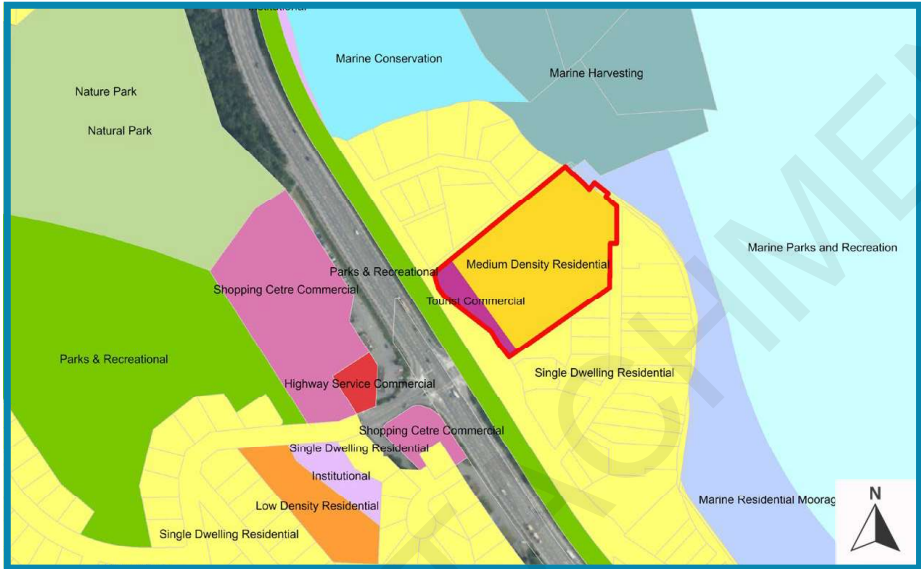 Marine Conservation
Marine Harvesting
Nature Park
Natural Park
Marine Parks and Recreation
Medium Density Residential
Parks & Recreational
Shopping Cetre Commercial
Tourist Commercial
Parks & Recreational
Single Dwelling Residential
Highway Service Commercial
Shopping Cetre Commercial
Single Dwelling Residential
Institutional
Marine Residential Moorag
Low Density Residential
Single Dwelling Residential
N